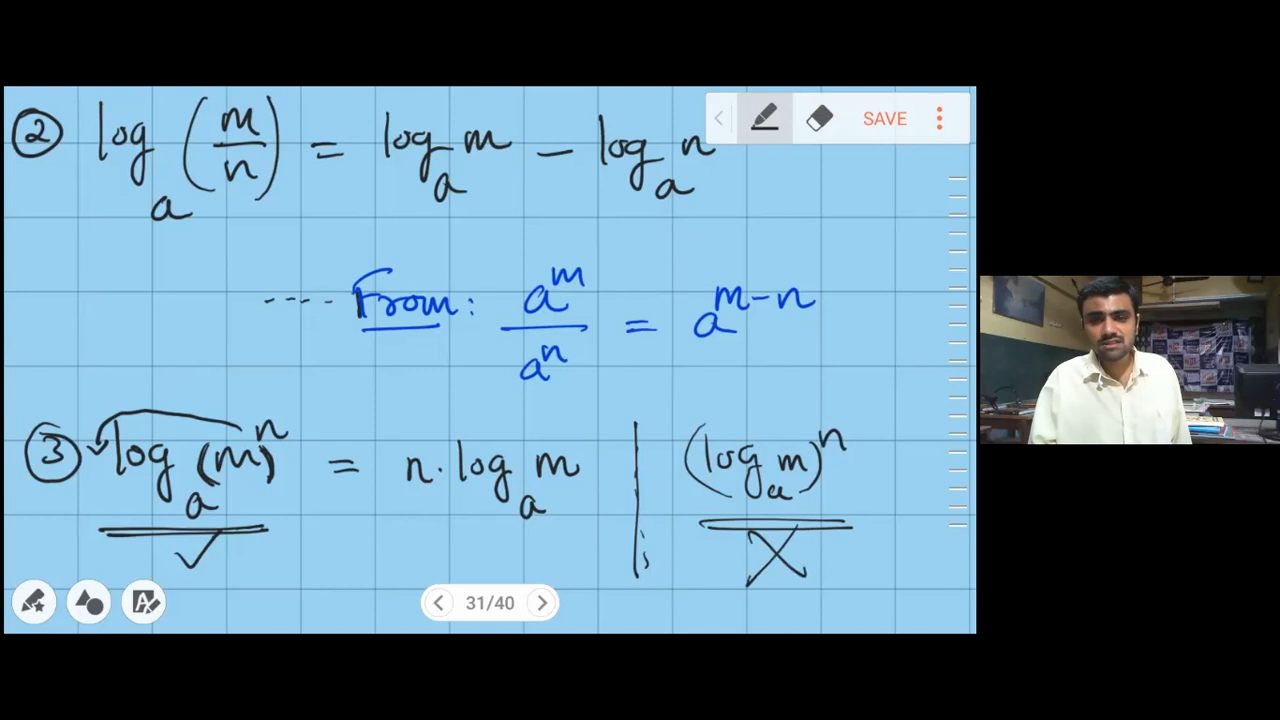 ② log_a (m/n) = log_a m - log_a n
SAVE
---- From: a^m/a^n = a^(m-n)
③ log_a (m)^n = n · log_a m | (log_a m)^n
31/40